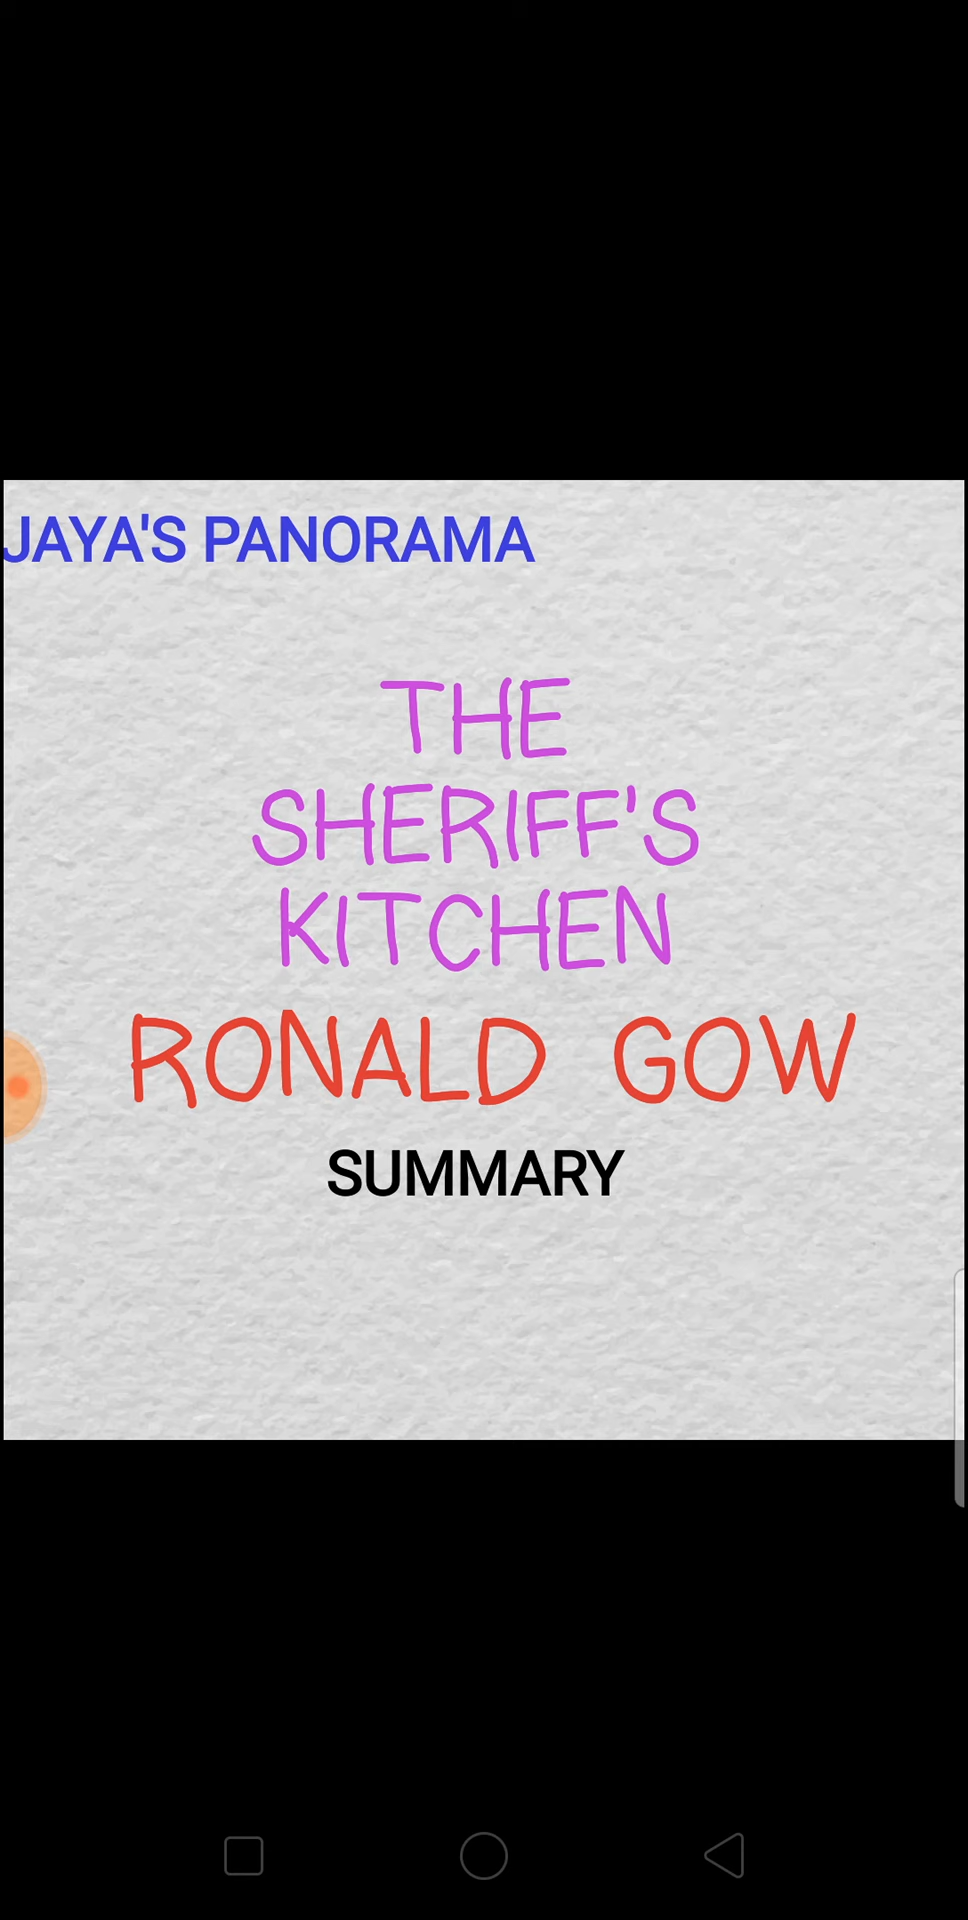 JAYA'S PANORAMA
THE
SHERIFF'S
KITCHEN
RONALD GOW
SUMMARY